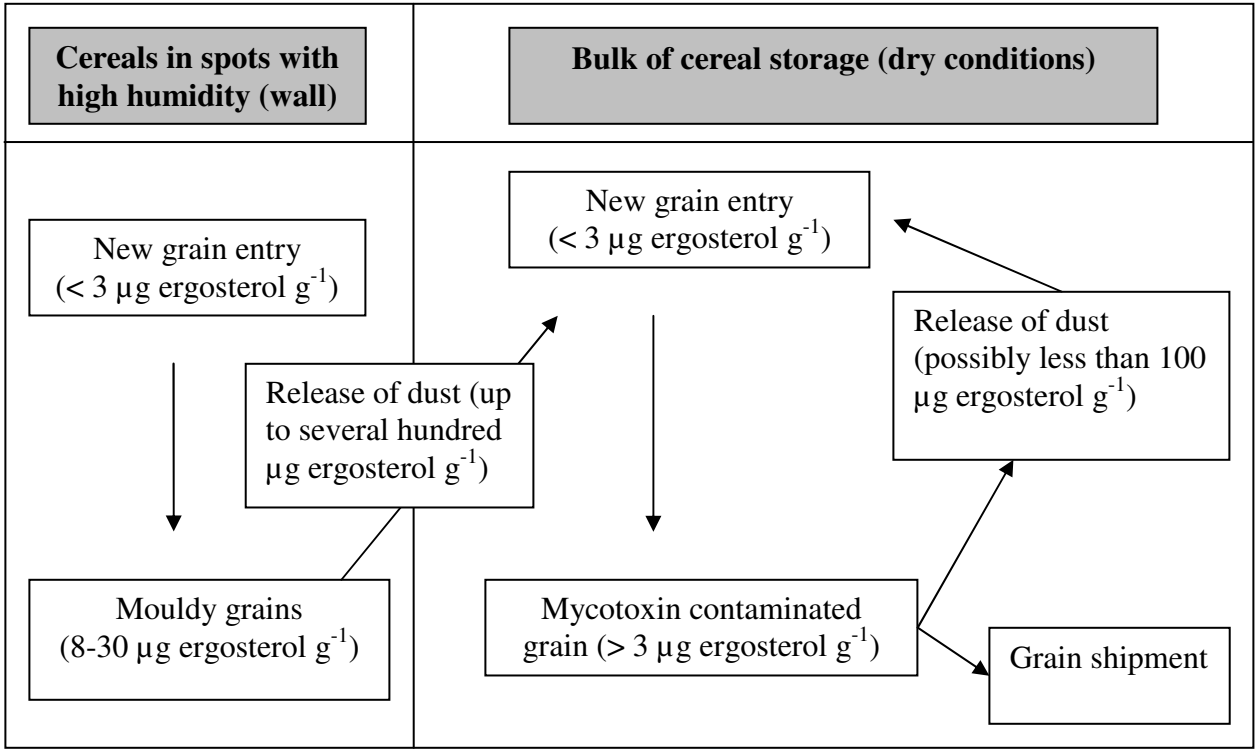 Cereals in spots with
high humidity (wall)
Bulk of cereal storage (dry conditions)
New grain entry
(< 3 µg ergosterol g⁻¹)
Release of dust (up
to several hundred
µg ergosterol g⁻¹)
Mouldy grains
(8-30 µg ergosterol g⁻¹)
New grain entry
(< 3 µg ergosterol g⁻¹)
Release of dust
(possibly less than 100
µg ergosterol g⁻¹)
Mycotoxin contaminated
grain (> 3 µg ergosterol g⁻¹)
Grain shipment